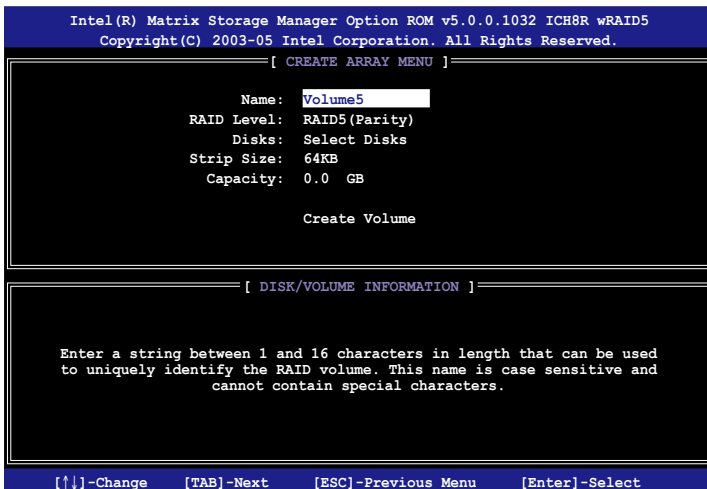 Intel(R) Matrix Storage Manager Option ROM v5.0.0.1032 ICH8R wRAID5
Copyright(C) 2003-05 Intel Corporation. All Rights Reserved.
[ CREATE ARRAY MENU ]
Name: Volume5
RAID Level: RAID5(Parity)
Disks: Select Disks
Strip Size: 64KB
Capacity: 0.0 GB
Create Volume
[ DISK/VOLUME INFORMATION ]
Enter a string between 1 and 16 characters in length that can be used
to uniquely identify the RAID volume. This name is case sensitive and
cannot contain special characters.
[↑↓]-Change [TAB]-Next [ESC]-Previous Menu [Enter]-Select